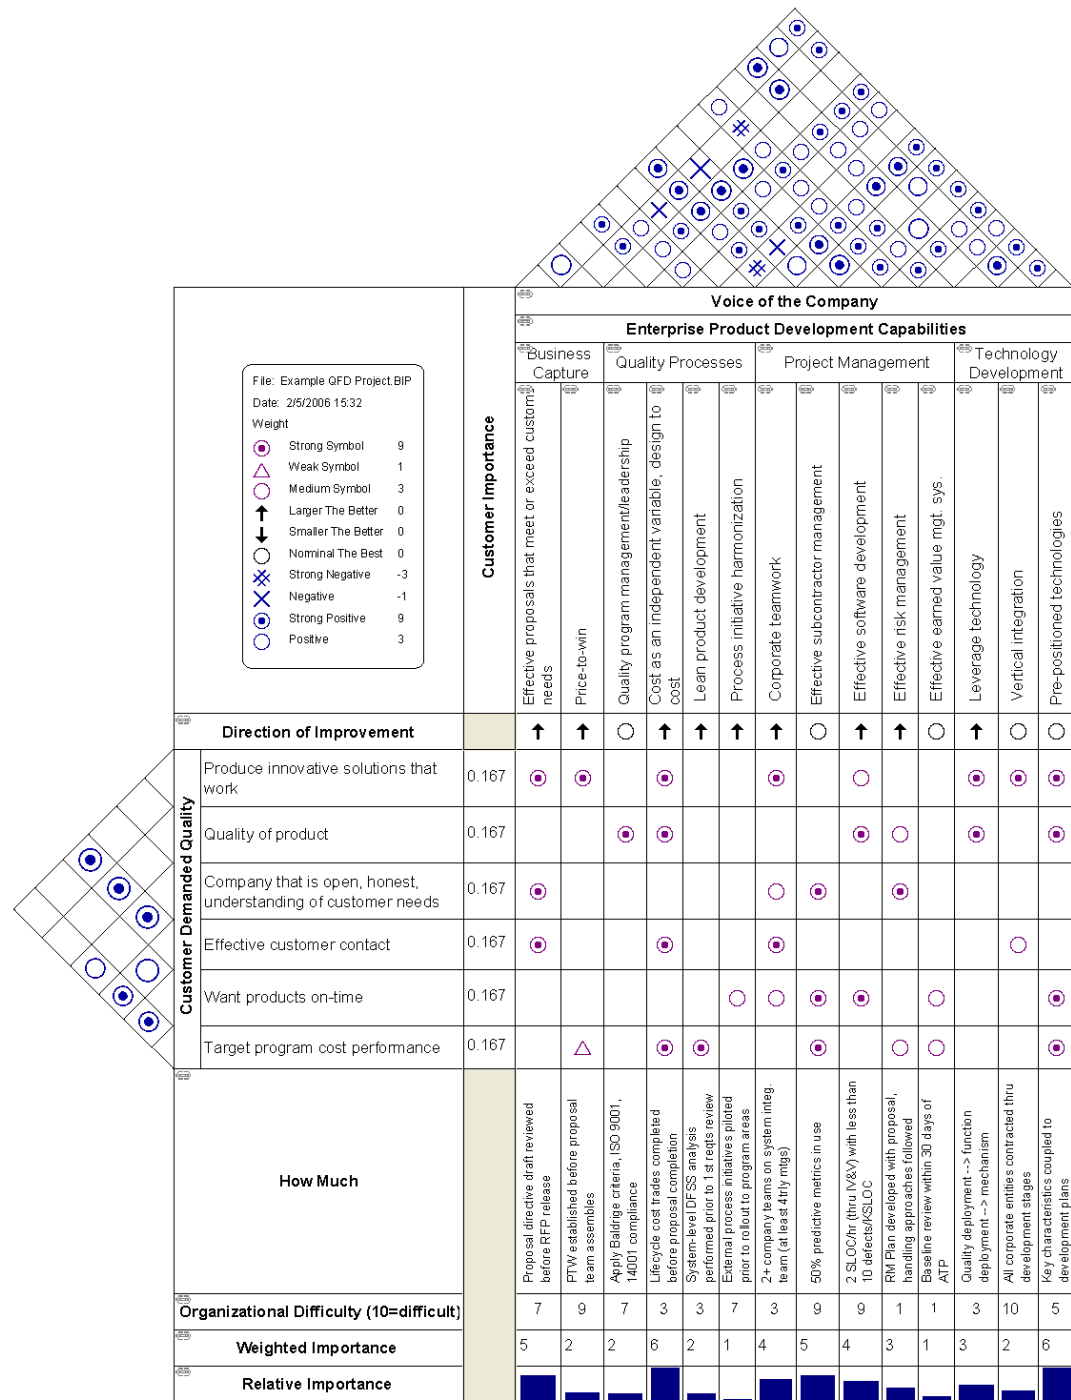 Voice of the Company
Enterprise Product Development Capabilities
Business
Capture
Quality Processes
Project Management
Technology
Development
File: Example QFD Project.BIP
Date: 2/5/2006 15:32
Weight
Strong Symbol 9
Weak Symbol 1
Medium Symbol 3
Larger The Better 0
Smaller The Better 0
Norminal The Best 0
Strong Negative -3
Negative -1
Strong Positive 9
Positive 3
Customer Importance
Effective proposals that meet or exceed custom
needs
Price-to-win
Quality program management/leadership
Cost as an independent variable, design to
cost
Lean product development
Process initiative harmonization
Corporate teamwork
Effective subcontractor management
Effective software development
Effective risk management
Effective earned value mgt. sys.
Leverage technology
Vertical integration
Pre-positioned technologies
Direction of Improvement
Customer Demanded Quality
Produce innovative solutions that
work
0.167
Quality of product
0.167
Company that is open, honest,
understanding of customer needs
0.167
Effective customer contact
0.167
Want products on-time
0.167
Target program cost performance
0.167
How Much
Proposal directive draft reviewed
before RFP release
PTW established before proposal
team assembles
Apply Baldrige criteria, ISO 9001,
14001 compliance
Lifecycle cost trades completed
before proposal completion
System-level DFSS analysis
performed prior to 1st reqts review
External process initiatives piloted
prior to rollout to program areas
2+ company teams on system integ.
team (at least 4trly mtgs)
50% predictive metrics in use
2 SLOC/hr (thru IV&V) with less than
10 defects/KSLOC
RM Plan developed with proposal,
handling approaches followed
Baseline review within 30 days of
ATP
Quality deployment --> function
deployment --> mechanism
All corporate entities contracted thru
development stages
Key characteristics coupled to
development plans
Organizational Difficulty (10=difficult) 7 9 7 3 3 7 3 9 9 1 1 3 10 5
Weighted Importance 5 2 2 6 2 1 4 5 4 3 1 3 2 6
Relative Importance